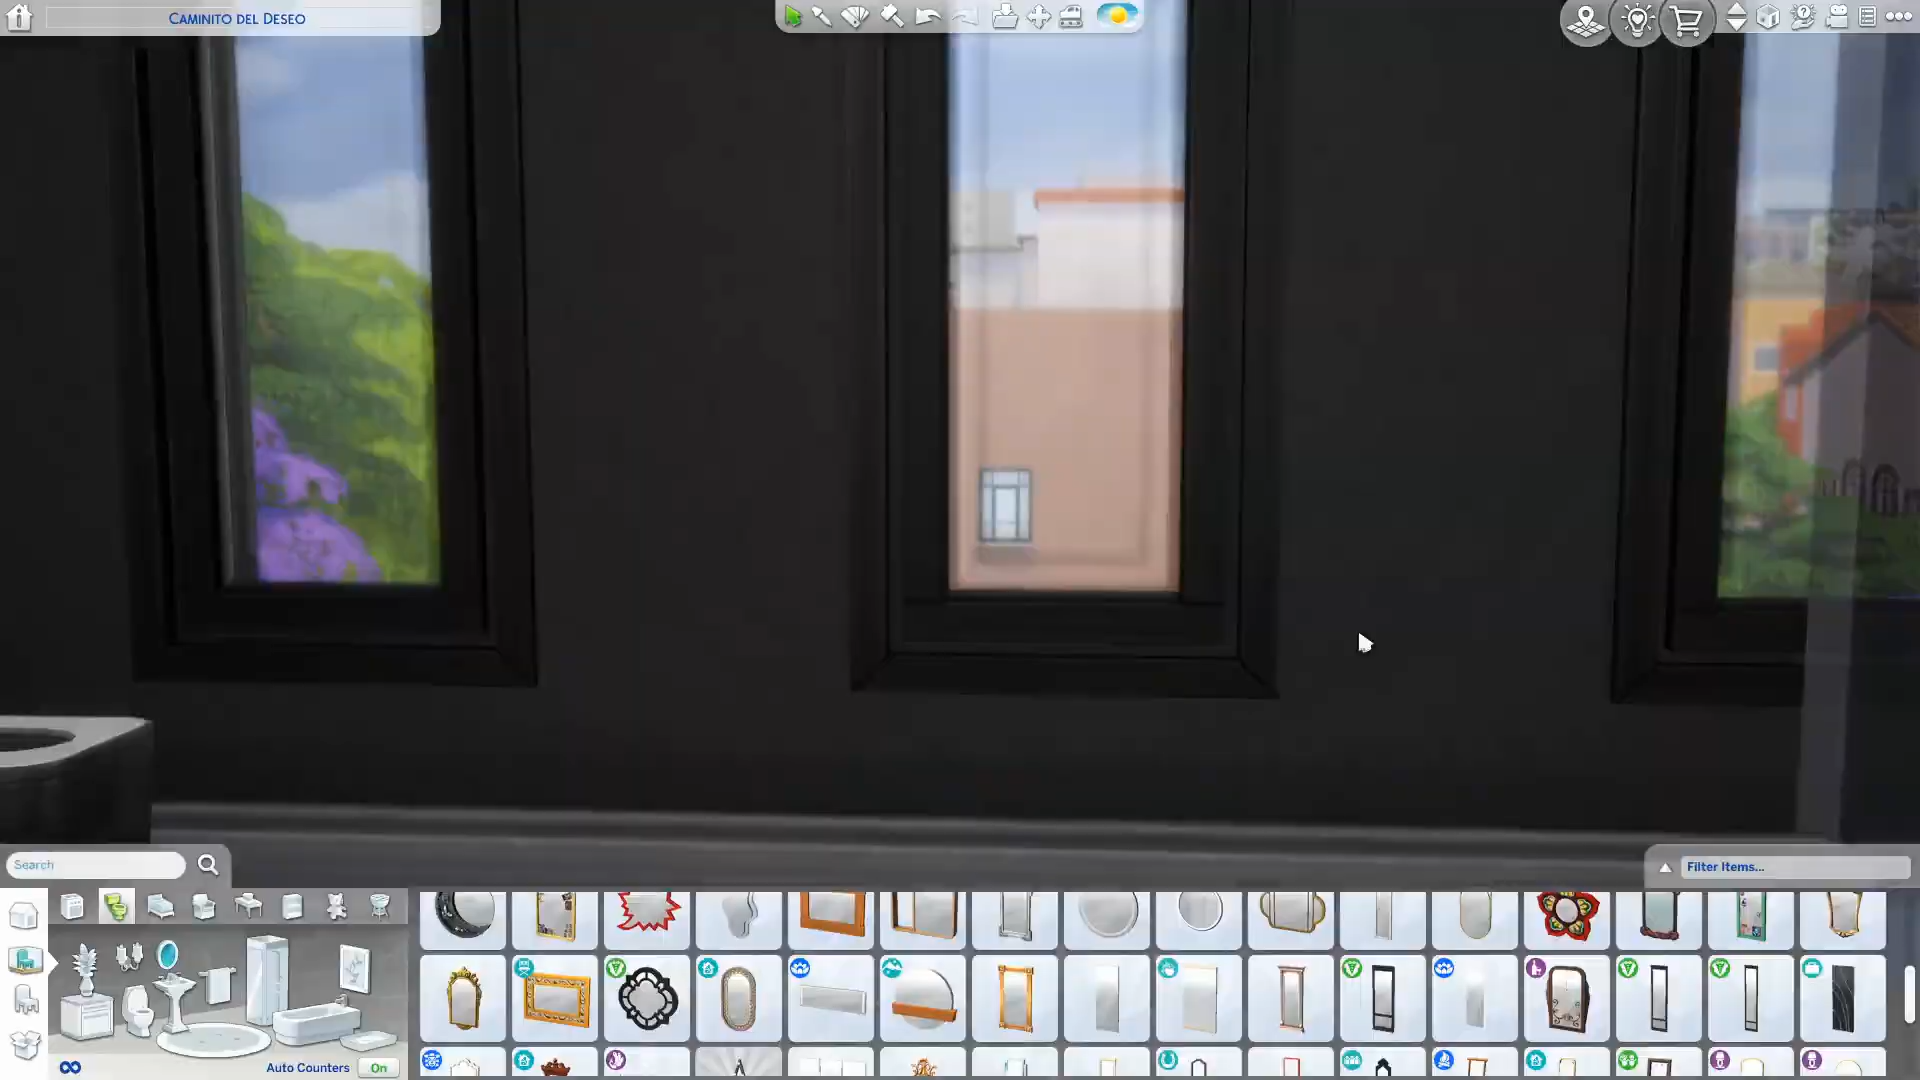 CAMINITO DEL DESEO
Search
Filter Items...
Auto Counters
On